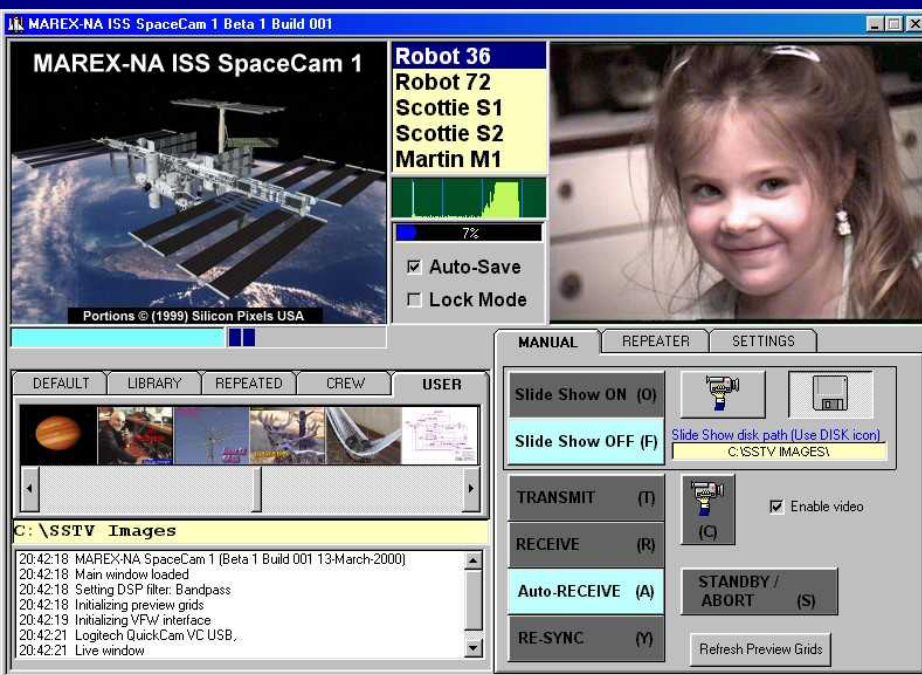 MAREX-NA ISS SpaceCam 1 Beta 1 Build 001
MAREX-NA ISS SpaceCam 1
Portions © (1999) Silicon Pixels USA
Robot 36
Robot 72
Scottie S1
Scottie S2
Martin M1
7%
Auto-Save
Lock Mode
DEFAULT LIBRARY REPEATED CREW USER
C:\SSTV Images
20:42:18 MAREX-NA SpaceCam 1 (Beta 1 Build 001 13-March-2000)
20:42:18 Main window loaded
20:42:18 Setting DSP filter: Bandpass
20:42:18 Initializing preview grids
20:42:19 Initializing VFW interface
20:42:21 Logitech QuickCam VC USB,
20:42:21 Live window
MANUAL REPEATER SETTINGS
Slide Show ON (O)
Slide Show OFF (F)
Slide Show disk path (Use DISK icon)
C:\SSTV IMAGES\
TRANSMIT (T)
RECEIVE (R)
Auto-RECEIVE (A)
RE-SYNC (Y)
(C)
Enable video
STANDBY /
ABORT (S)
Refresh Preview Grids